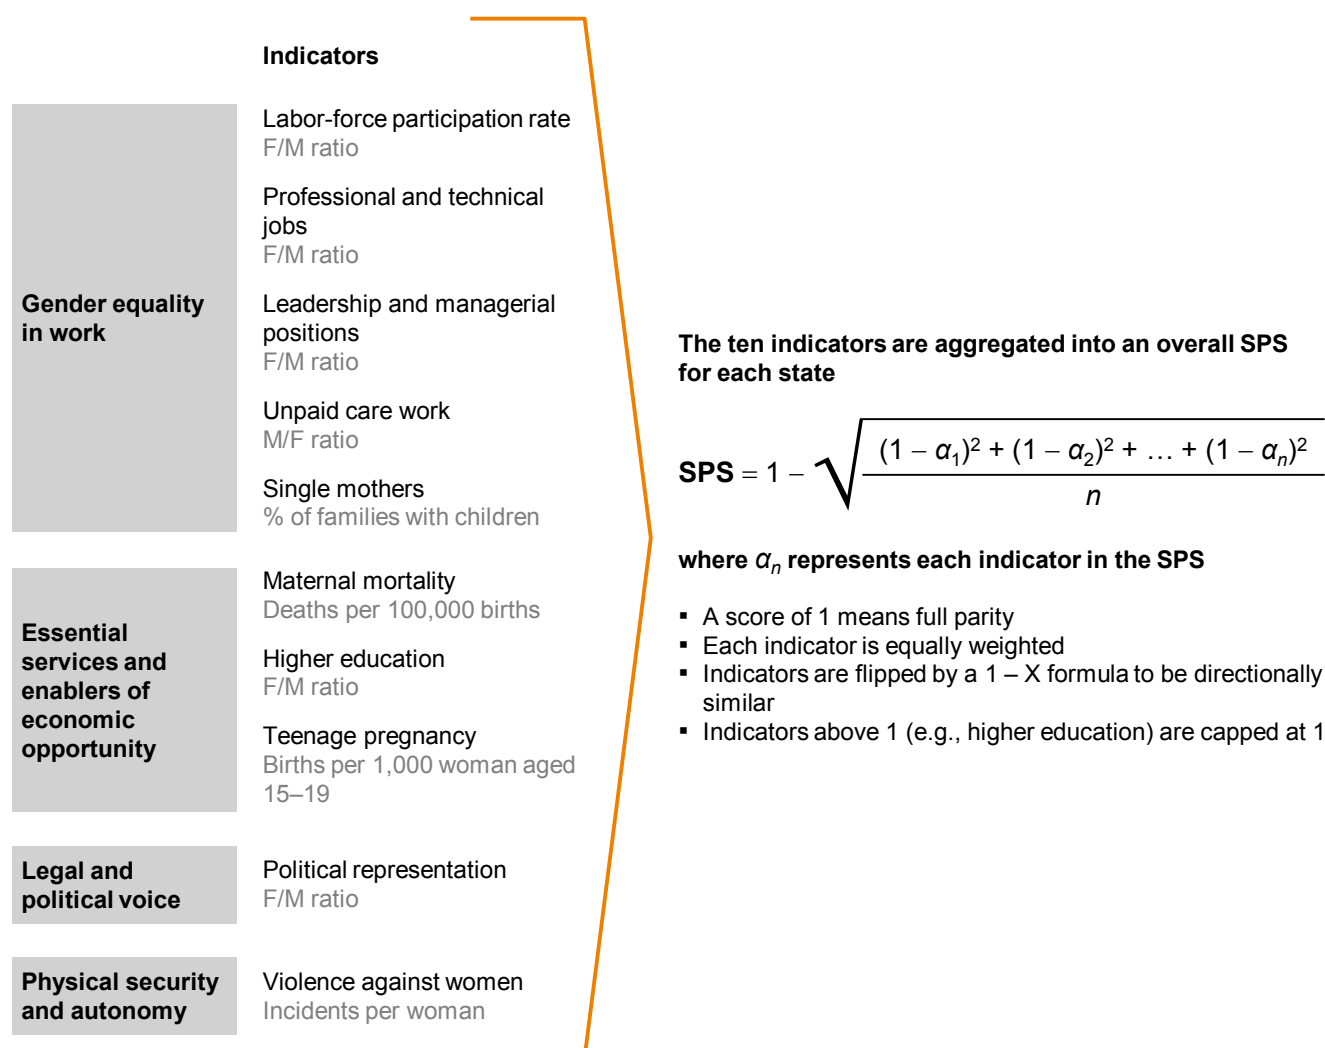 Indicators
Gender equality
in work
Labor-force participation rate
F/M ratio
Professional and technical
jobs
F/M ratio
Leadership and managerial
positions
F/M ratio
Unpaid care work
M/F ratio
Single mothers
% of families with children
Essential
services and
enablers of
economic
opportunity
Maternal mortality
Deaths per 100,000 births
Higher education
F/M ratio
Teenage pregnancy
Births per 1,000 woman aged
15–19
Legal and
political voice
Political representation
F/M ratio
Physical security
and autonomy
Violence against women
Incidents per woman
The ten indicators are aggregated into an overall SPS
for each state
SPS = 1 – √ (1 – α₁)² + (1 – α₂)² + … + (1 – αₙ)²
n
where αₙ represents each indicator in the SPS
▪ A score of 1 means full parity
▪ Each indicator is equally weighted
▪ Indicators are flipped by a 1 – X formula to be directionally
similar
▪ Indicators above 1 (e.g., higher education) are capped at 1